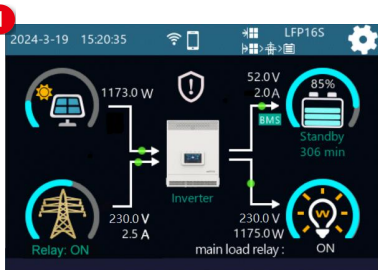 1
2024-3-19 15:20:35
LFP16S
1173.0 W
52.0 V
2.0 A
85%
BMS
Standby
306 min
Inverter
230.0 V
2.5 A
Relay: ON
230.0 V
1175.0 W
main load relay :
ON